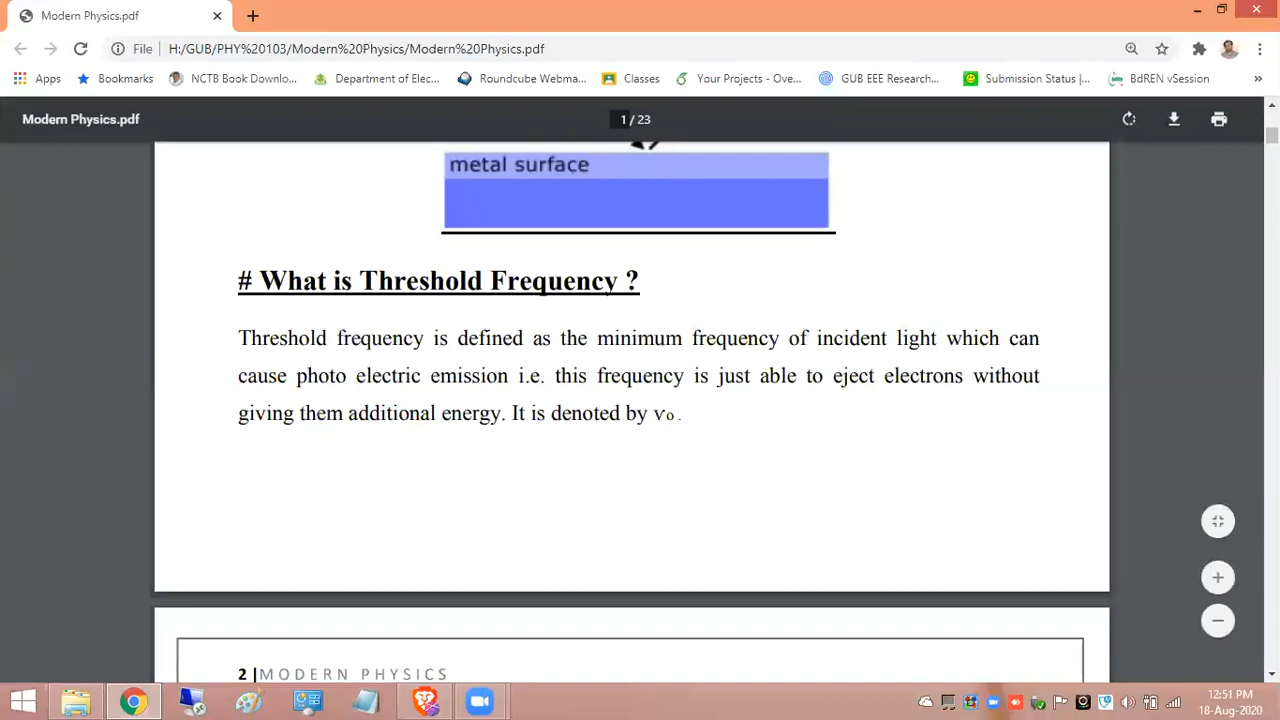 Modern Physics.pdf
File | H:/GUB/PHY%20103/Modern%20Physics/Modern%20Physics.pdf
Apps Bookmarks NCTB Book Downlo... Department of Elec... Roundcube Webma... Classes Your Projects - Ove... GUB EEE Research... Submission Status |... BdREN vSession »
Modern Physics.pdf 1 / 23
metal surface
# What is Threshold Frequency ?
Threshold frequency is defined as the minimum frequency of incident light which can
cause photo electric emission i.e. this frequency is just able to eject electrons without
giving them additional energy. It is denoted by ν₀ .
2 | MODERN PHYSICS
12:51 PM
18-Aug-2020